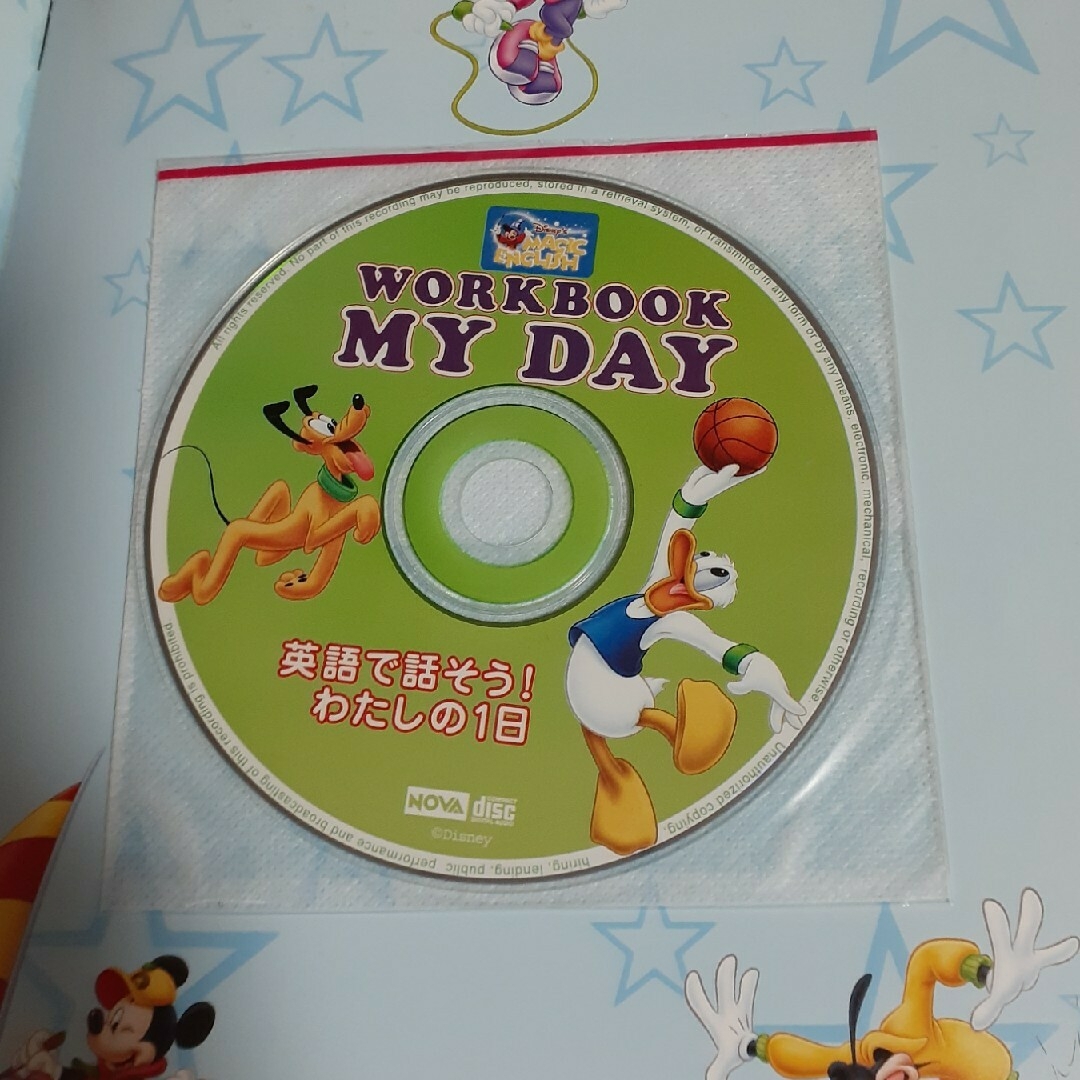 Disney's
MAGIC
ENGLISH
WORKBOOK
MY DAY
英語で話そう!
わたしの1日
NOVA disc
©Disney
All rights reserved. No part of this recording may be reproduced, stored in a retrieval system, or transmitted in any form or by any means, electronic, mechanical, recording or otherwise
Unauthorized copying, hiring, lending, public performance and broadcasting of this recording is prohibited